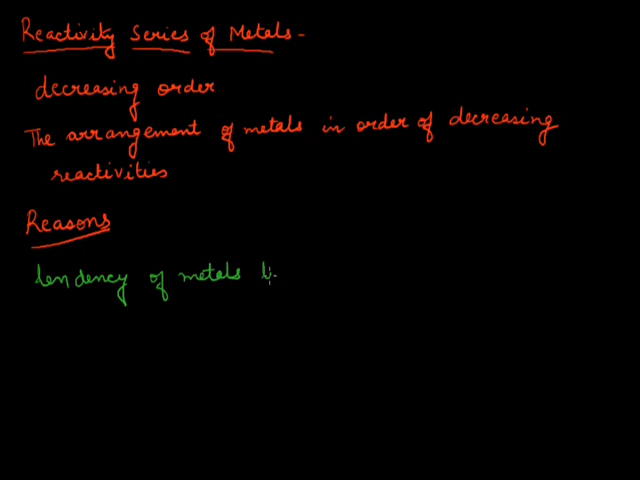 Reactivity Series of Metals -
decreasing order
The arrangement of metals in order of decreasing
reactivities
Reasons
tendency of metals